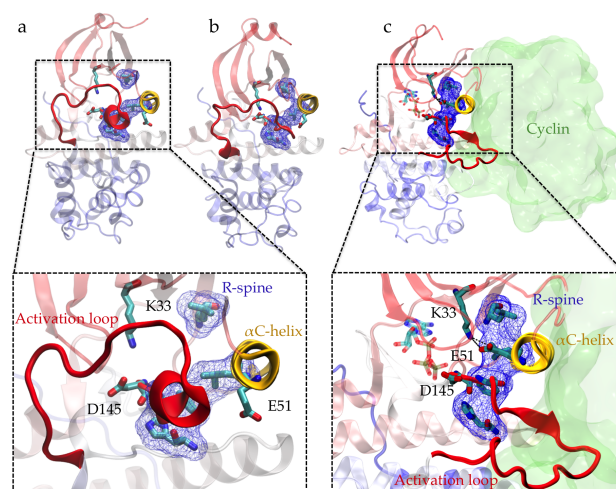 a
b
c
Cyclin
K33
R-spine
Activation loop
αC-helix
D145
E51
K33
R-spine
αC-helix
E51
D145
Activation loop